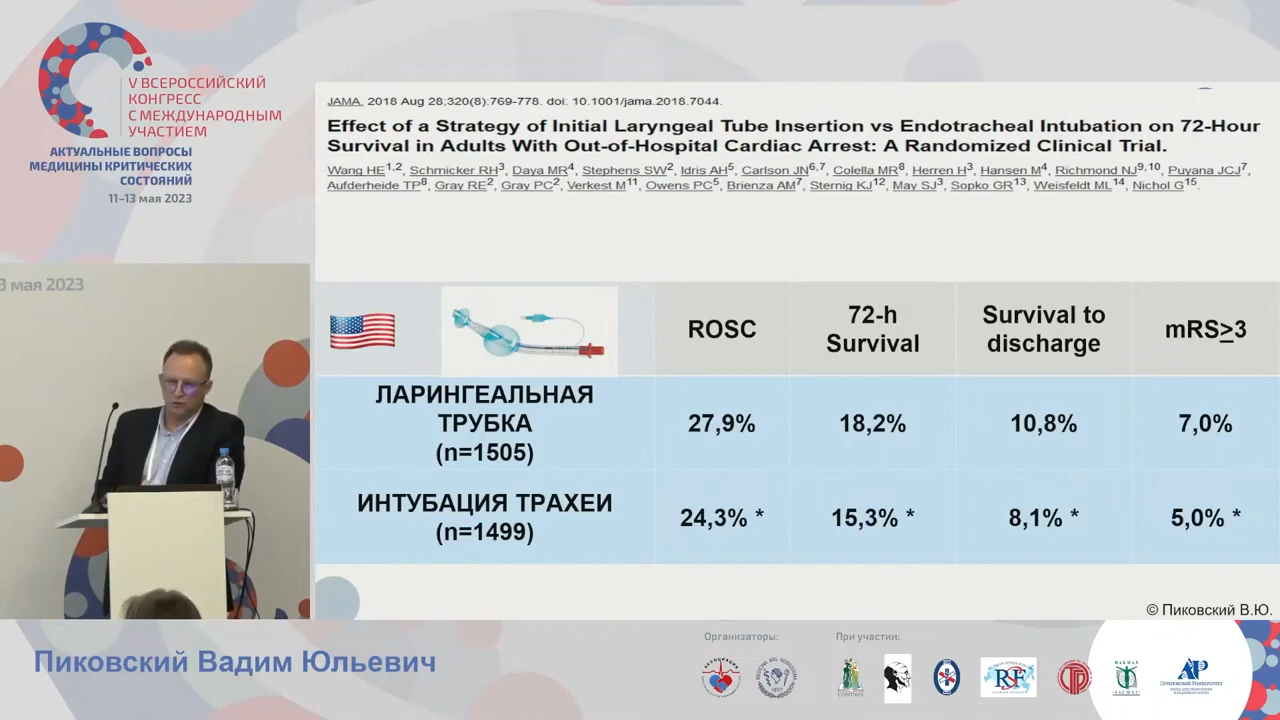 V ВСЕРОССИЙСКИЙ
КОНГРЕСС
С МЕЖДУНАРОДНЫМ
УЧАСТИЕМ
АКТУАЛЬНЫЕ ВОПРОСЫ
МЕДИЦИНЫ КРИТИЧЕСКИХ
СОСТОЯНИЙ
11–13 мая 2023
3 мая 2023
JAMA. 2018 Aug 28;320(8):769-778. doi: 10.1001/jama.2018.7044.
Effect of a Strategy of Initial Laryngeal Tube Insertion vs Endotracheal Intubation on 72-Hour
Survival in Adults With Out-of-Hospital Cardiac Arrest: A Randomized Clinical Trial.
Wang HE1,2, Schmicker RH3, Daya MR4, Stephens SW2, Idris AH5, Carlson JN6,7, Colella MR8, Herren H3, Hansen M4, Richmond NJ9,10, Puyana JCJ7,
Aufderheide TP8, Gray RE2, Gray PC2, Verkest M11, Owens PC5, Brienza AM7, Sternig KJ12, May SJ3, Sopko GR13, Weisfeldt ML14, Nichol G15.
ROSC
72-h
Survival
Survival to
discharge
mRS≥3
ЛАРИНГЕАЛЬНАЯ
ТРУБКА
(n=1505)
27,9%
18,2%
10,8%
7,0%
ИНТУБАЦИЯ ТРАХЕИ
(n=1499)
24,3% *
15,3% *
8,1% *
5,0% *
© Пиковский В.Ю.
Пиковский Вадим Юльевич
Организаторы:
При участии: